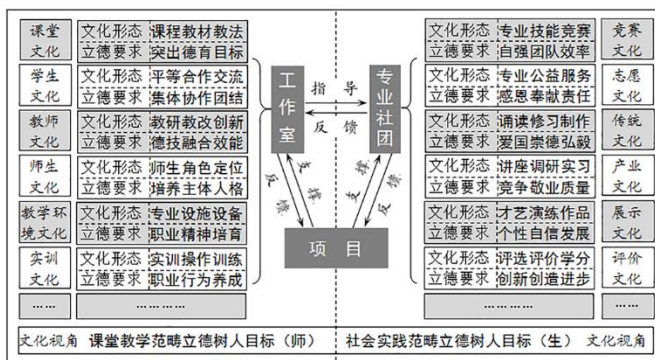 课堂文化
文化形态 课程教材教法
立德要求 突出德育目标
学生文化
文化形态 平等合作交流
立德要求 集体协作团结
教师文化
文化形态 教研教改创新
立德要求 德技融合效能
师生文化
文化形态 师生角色定位
立德要求 培养主体人格
教学环境文化
文化形态 专业设施设备
立德要求 职业精神培育
实训文化
文化形态 实训操作训练
立德要求 职业行为养成
……
…………
工作室
指导
反馈
专业社团
支撑
反馈
支撑
反馈
项目
文化形态 专业技能竞赛
立德要求 自强团队效率
竞赛文化
文化形态 专业公益服务
立德要求 感恩奉献责任
志愿文化
文化形态 诵读修习制作
立德要求 爱国崇德弘毅
传统文化
文化形态 讲座调研实习
立德要求 竞争敬业质量
产业文化
文化形态 才艺演练作品
立德要求 个性自信发展
展示文化
文化形态 评选评价学分
立德要求 创新创造进步
评价文化
…………
……
文化视角 课堂教学范畴立德树人目标（师） 社会实践范畴立德树人目标（生） 文化视角